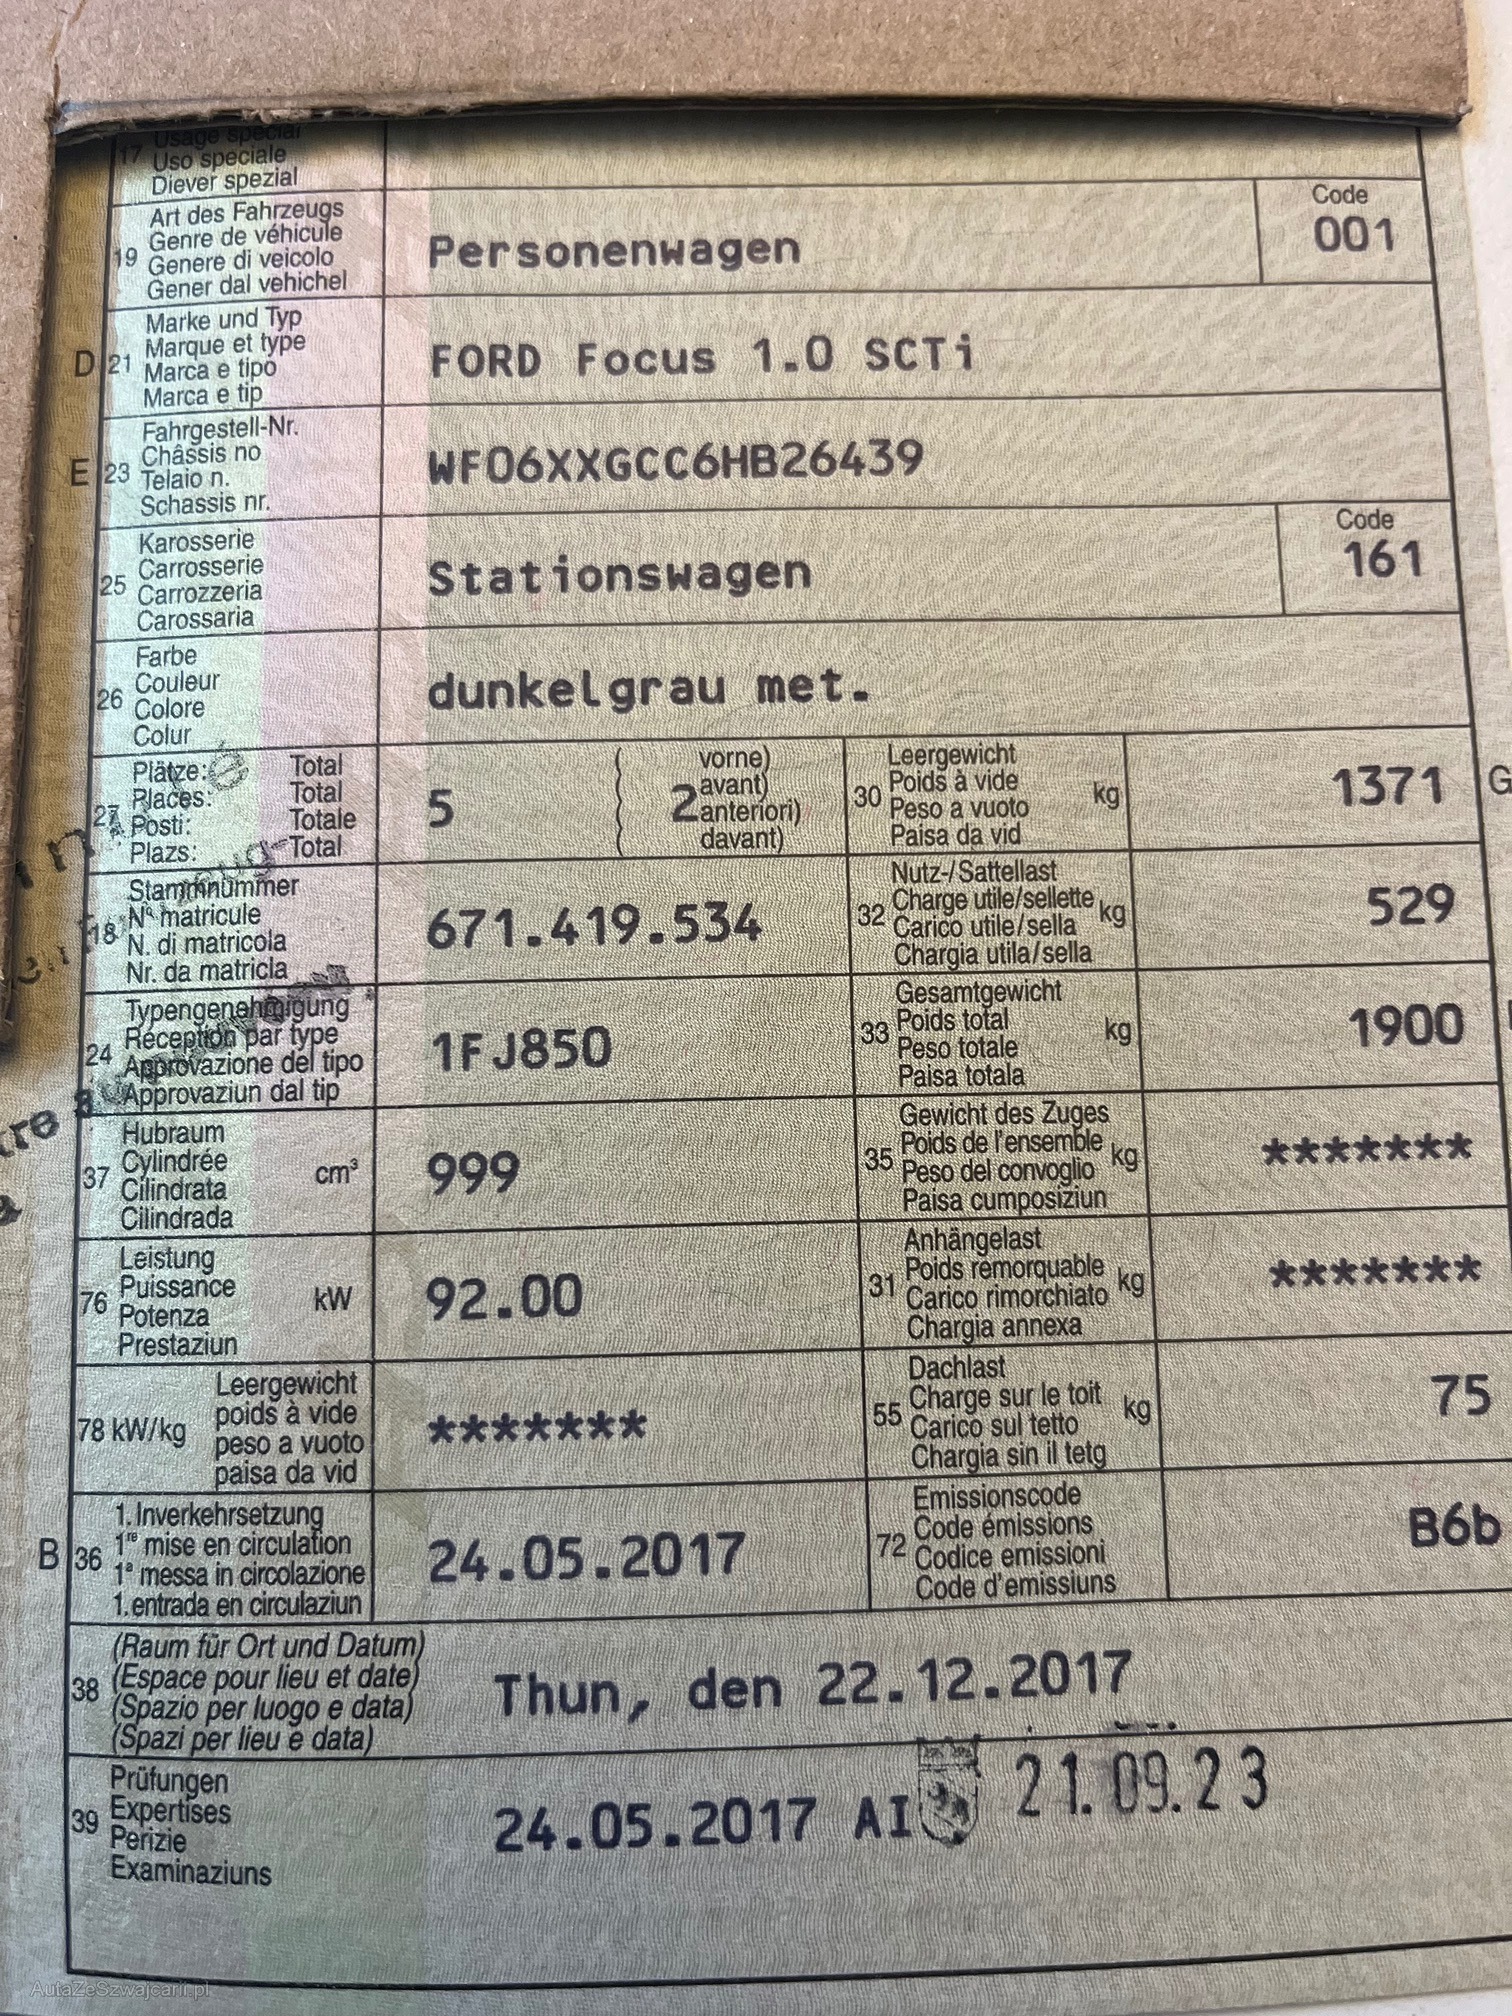 Usage spécial
17 Uso speciale
Diever spezial
Art des Fahrzeugs
Genre de véhicule
19 Genere di veicolo
Gener dal vehichel
Personenwagen
Code
001
Marke und Typ
D 21 Marque et type
Marca e tipo
Marca e tip
FORD Focus 1.0 SCTi
Fahrgestell-Nr.
Châssis no
E 23 Telaio n.
Schassis nr.
WF06XXGCC6HB26439
Karosserie
Carrosserie
25 Carrozzeria
Carossaria
Stationswagen
Code
161
Farbe
Couleur
26 Colore
Colur
dunkelgrau met.
Plätze: Total
Places: Total
27 Posti: Totale
Plazs: Total
5
2
vorne)
avant)
anteriori)
davant)
Leergewicht
Poids à vide
30 Peso a vuoto kg
Paisa da vid
1371 G
Stammnummer
N° matricule
18 N. di matricola
Nr. da matricla
671.419.534
Nutz-/Sattellast
Charge utile/sellette
32 Carico utile/sella kg
Chargia utila/sella
529
Typengenehmigung
Réception par type
24 Approvazione del tipo
Approvaziun dal tip
1FJ850
Gesamtgewicht
33 Poids total kg
Peso totale
Paisa totala
1900
Hubraum
37 Cylindrée cm³
Cilindrata
Cilindrada
999
Gewicht des Zuges
Poids de l'ensemble
35 Peso del convoglio kg
Paisa cumposiziun
*******
Leistung
76 Puissance kW
Potenza
Prestaziun
92.00
Anhängelast
Poids remorquable
31 Carico rimorchiato kg
Chargia annexa
*******
Leergewicht
78 kW/kg poids à vide
peso a vuoto
paisa da vid
*******
Dachlast
55 Charge sur le toit kg
Carico sul tetto
Chargia sin il tetg
75
1. Inverkehrsetzung
B 36 1re mise en circulation
1a messa in circolazione
1. entrada en circulaziun
24.05.2017
Emissionscode
72 Code émissions
Codice emissioni
Code d'emissiuns
B6b
(Raum für Ort und Datum)
38 (Espace pour lieu et date)
(Spazio per luogo e data)
(Spazi per lieu e data)
Thun, den 22.12.2017
Prüfungen
39 Expertises
Perizie
Examinaziuns
24.05.2017 AI
21.09.23
AutaZeSzwajcarii.pl